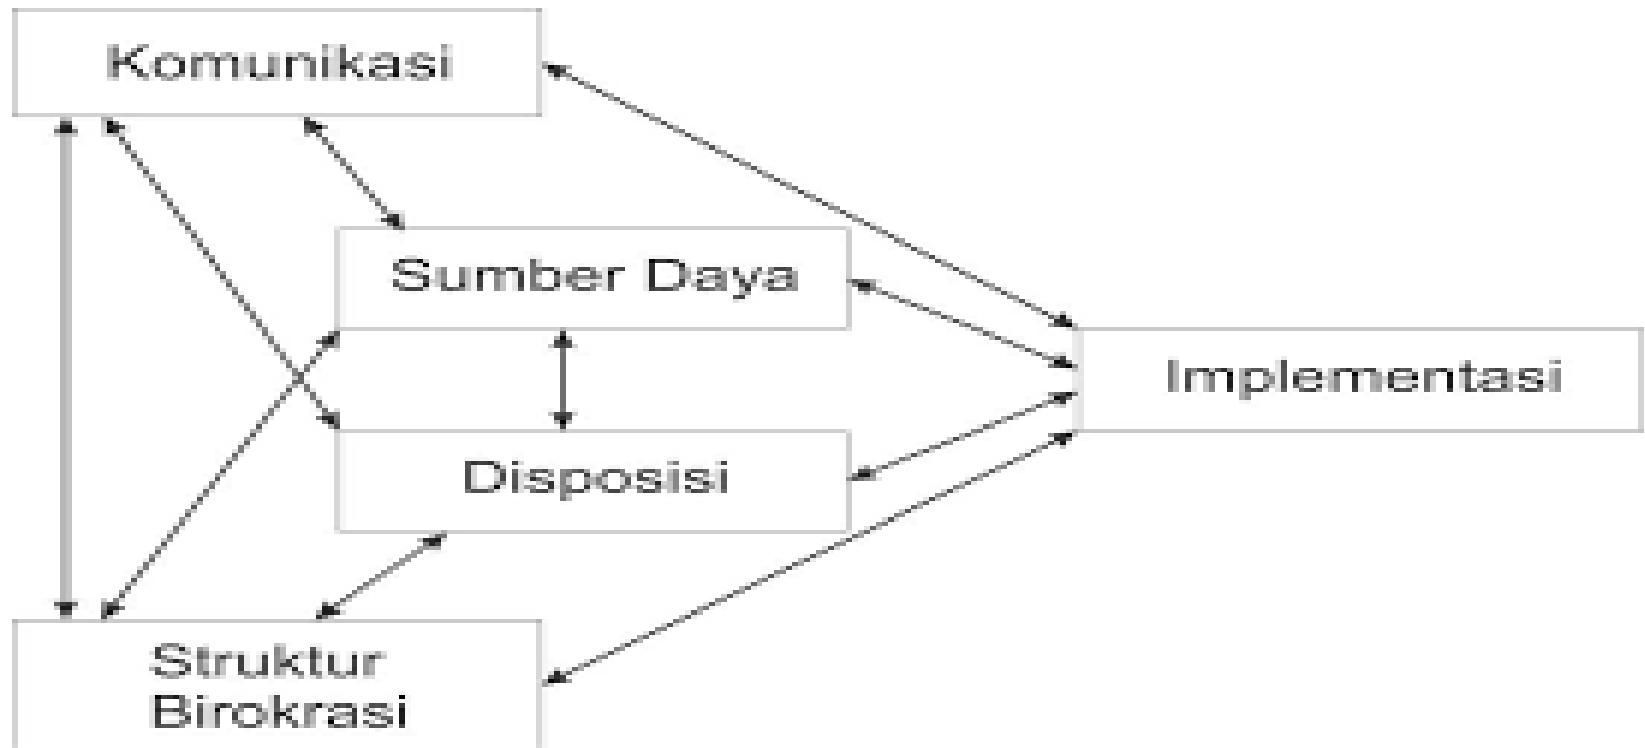 Komunikasi
Sumber Daya
Implementasi
Disposisi
Struktur
Birokrasi